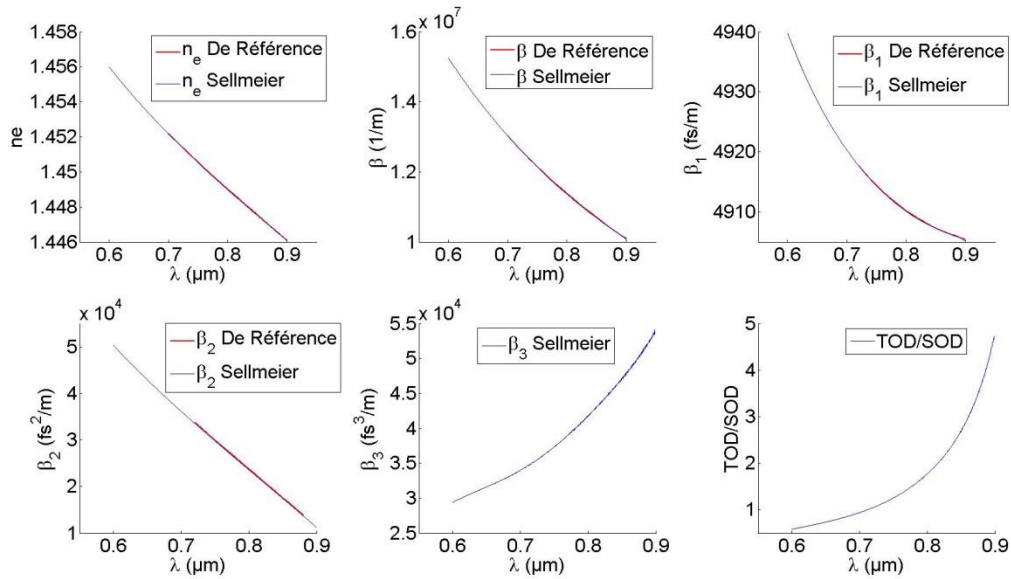 1.458
1.456
1.454
1.452
1.45
1.448
1.446
ne
n_e De Référence
n_e Sellmeier
0.6 0.7 0.8 0.9
λ (µm)
x 10^7
1.6
1.4
1.2
1
β (1/m)
β De Référence
β Sellmeier
0.6 0.7 0.8 0.9
λ (µm)
4940
4930
4920
4910
β_1 (fs/m)
β_1 De Référence
β_1 Sellmeier
0.6 0.7 0.8 0.9
λ (µm)
x 10^4
5
4
3
2
1
β_2 (fs^2/m)
β_2 De Référence
β_2 Sellmeier
0.6 0.7 0.8 0.9
λ (µm)
x 10^4
5.5
5
4.5
4
3.5
3
2.5
β_3 (fs^3/m)
β_3 Sellmeier
0.6 0.7 0.8 0.9
λ (µm)
5
4
3
2
1
TOD/SOD
TOD/SOD
0.6 0.7 0.8 0.9
λ (µm)